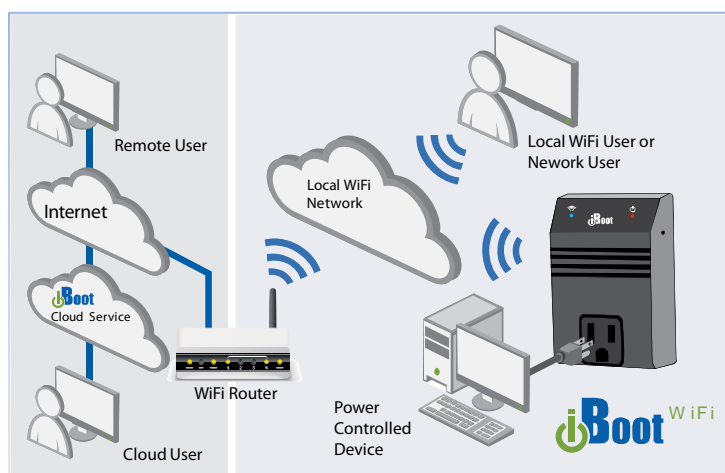 Remote User
Internet
iBoot
Cloud Service
Cloud User
WiFi Router
Local WiFi
Network
Local WiFi User or
Nework User
iBoot
Power
Controlled
Device
iBoot WiFi